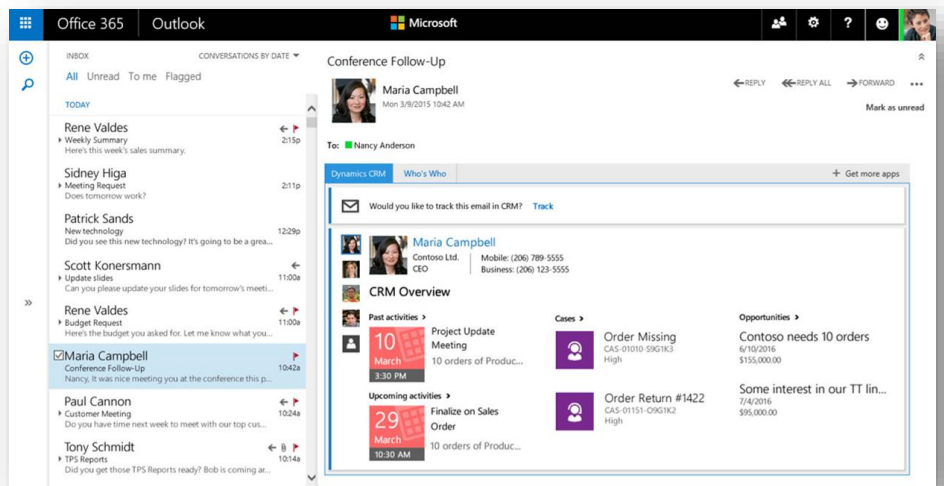 Office 365
Outlook
Microsoft
?
INBOX
CONVERSATIONS BY DATE
All Unread To me Flagged
TODAY
Rene Valdes
Weekly Summary 2:15p
Here's this week's sales summary.
Sidney Higa
Meeting Request 2:11p
Does tomorrow work?
Patrick Sands
New technology 12:29p
Did you see this new technology? It's going to be a grea...
Scott Konersmann
Update slides 11:00a
Can you please update your slides for tomorrow's meeti...
Rene Valdes
Budget Request 11:00a
Here's the budget you asked for. Let me know what you...
Maria Campbell
Conference Follow-Up 10:42a
Nancy, It was nice meeting you at the conference this p...
Paul Cannon
Customer Meeting 10:24a
Do you have time next week to meet with our top cus...
Tony Schmidt
TPS Reports 10:14a
Did you get those TPS Reports ready? Bob is coming ar...
Conference Follow-Up
Maria Campbell
Mon 3/9/2015 10:42 AM
REPLY REPLY ALL FORWARD ...
Mark as unread
To: Nancy Anderson
Dynamics CRM Who's Who + Get more apps
Would you like to track this email in CRM? Track
Maria Campbell
Contoso Ltd. Mobile: (206) 789-5555
CEO Business: (206) 123-5555
CRM Overview
Past activities >
10
March
3:30 PM
Project Update
Meeting
10 orders of Produc...
Upcoming activities >
29
March
10:30 AM
Finalize on Sales
Order
10 orders of Produc...
Cases >
Order Missing
CAS-01010-S9G1K3
High
Order Return #1422
CAS-01151-O9G1K2
High
Opportunities >
Contoso needs 10 orders
6/10/2016
$155,000.00
Some interest in our TT lin...
7/4/2016
$95,000.00